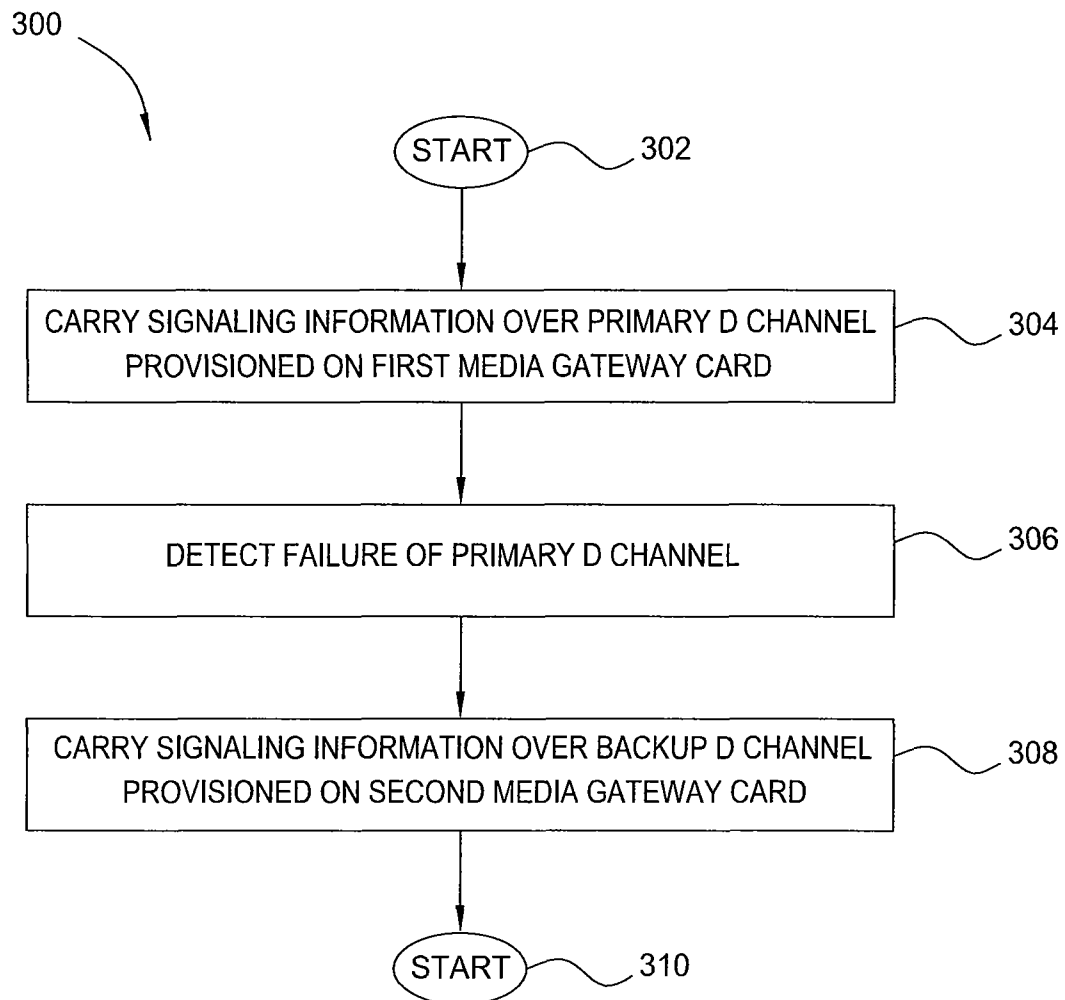 300
START
302
CARRY SIGNALING INFORMATION OVER PRIMARY D CHANNEL
PROVISIONED ON FIRST MEDIA GATEWAY CARD
304
DETECT FAILURE OF PRIMARY D CHANNEL
306
CARRY SIGNALING INFORMATION OVER BACKUP D CHANNEL
PROVISIONED ON SECOND MEDIA GATEWAY CARD
308
START
310